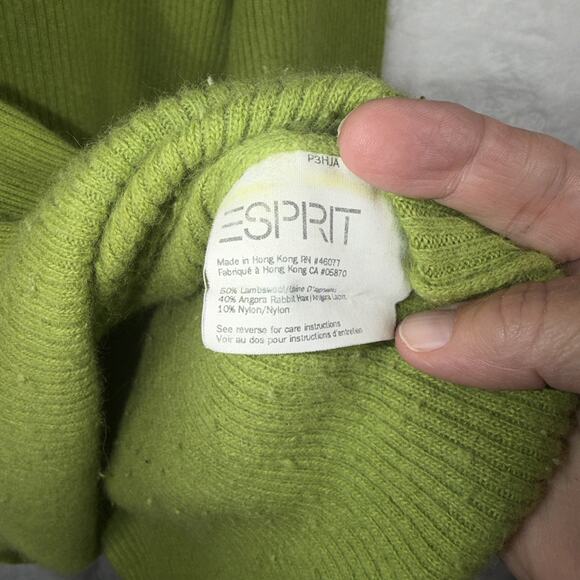 P3HJA
ESPRIT
Made in Hong Kong RN #46077
Fabriqué à Hong Kong CA #05870
50% Lambswool/Laine D'agneau
40% Angora Rabbit Hair/Angora Lapin
10% Nylon/Nylon
See reverse for care instructions
Voir au dos pour instructions d'entretien